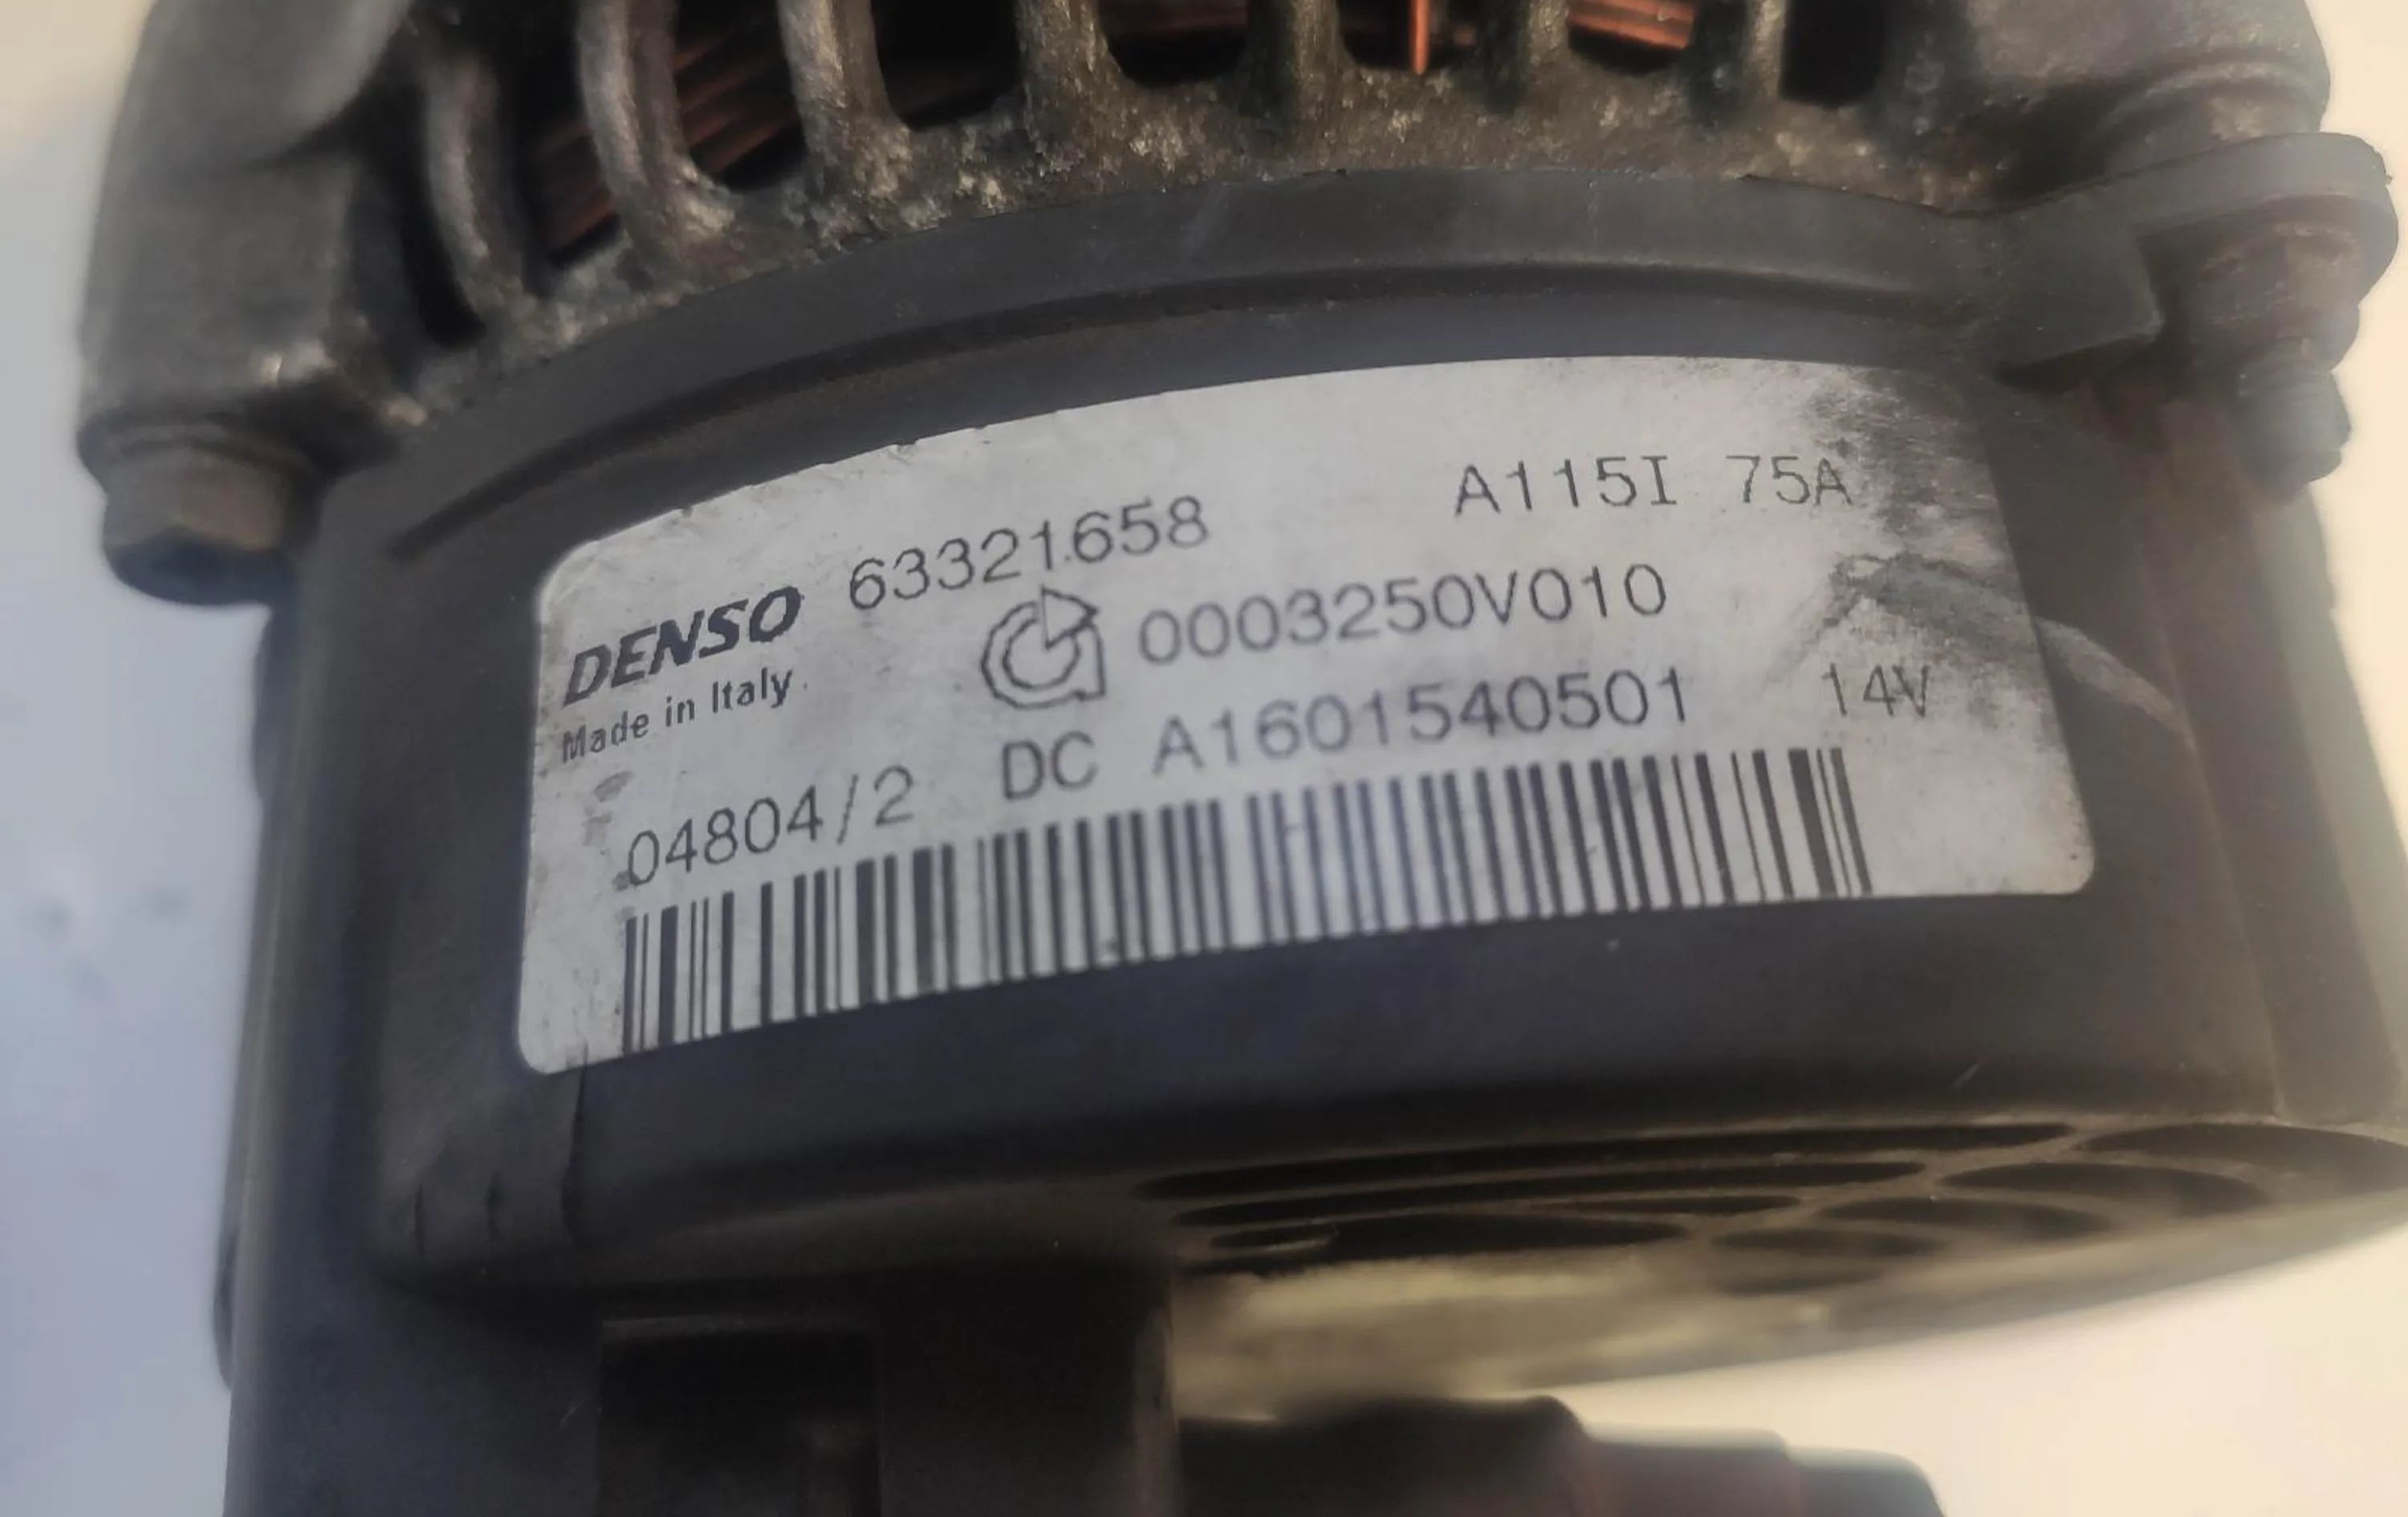 DENSO 63321658 A115I 75A
Made in Italy 0003250V010
04804/2 DC A1601540501 14V